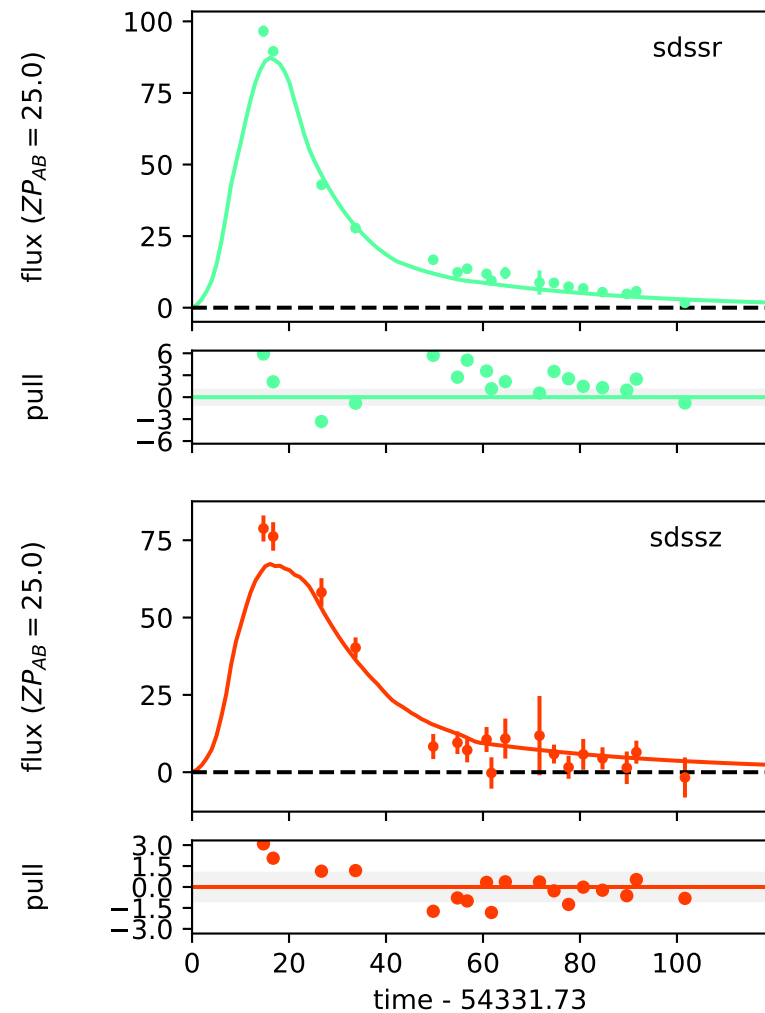 100
75
50
25
0
flux (ZP_AB = 25.0)
sdssr
6
3
0
−3
−6
pull
75
50
25
0
flux (ZP_AB = 25.0)
sdssz
3.0
1.5
0.0
−1.5
−3.0
pull
0 20 40 60 80 100
time - 54331.73